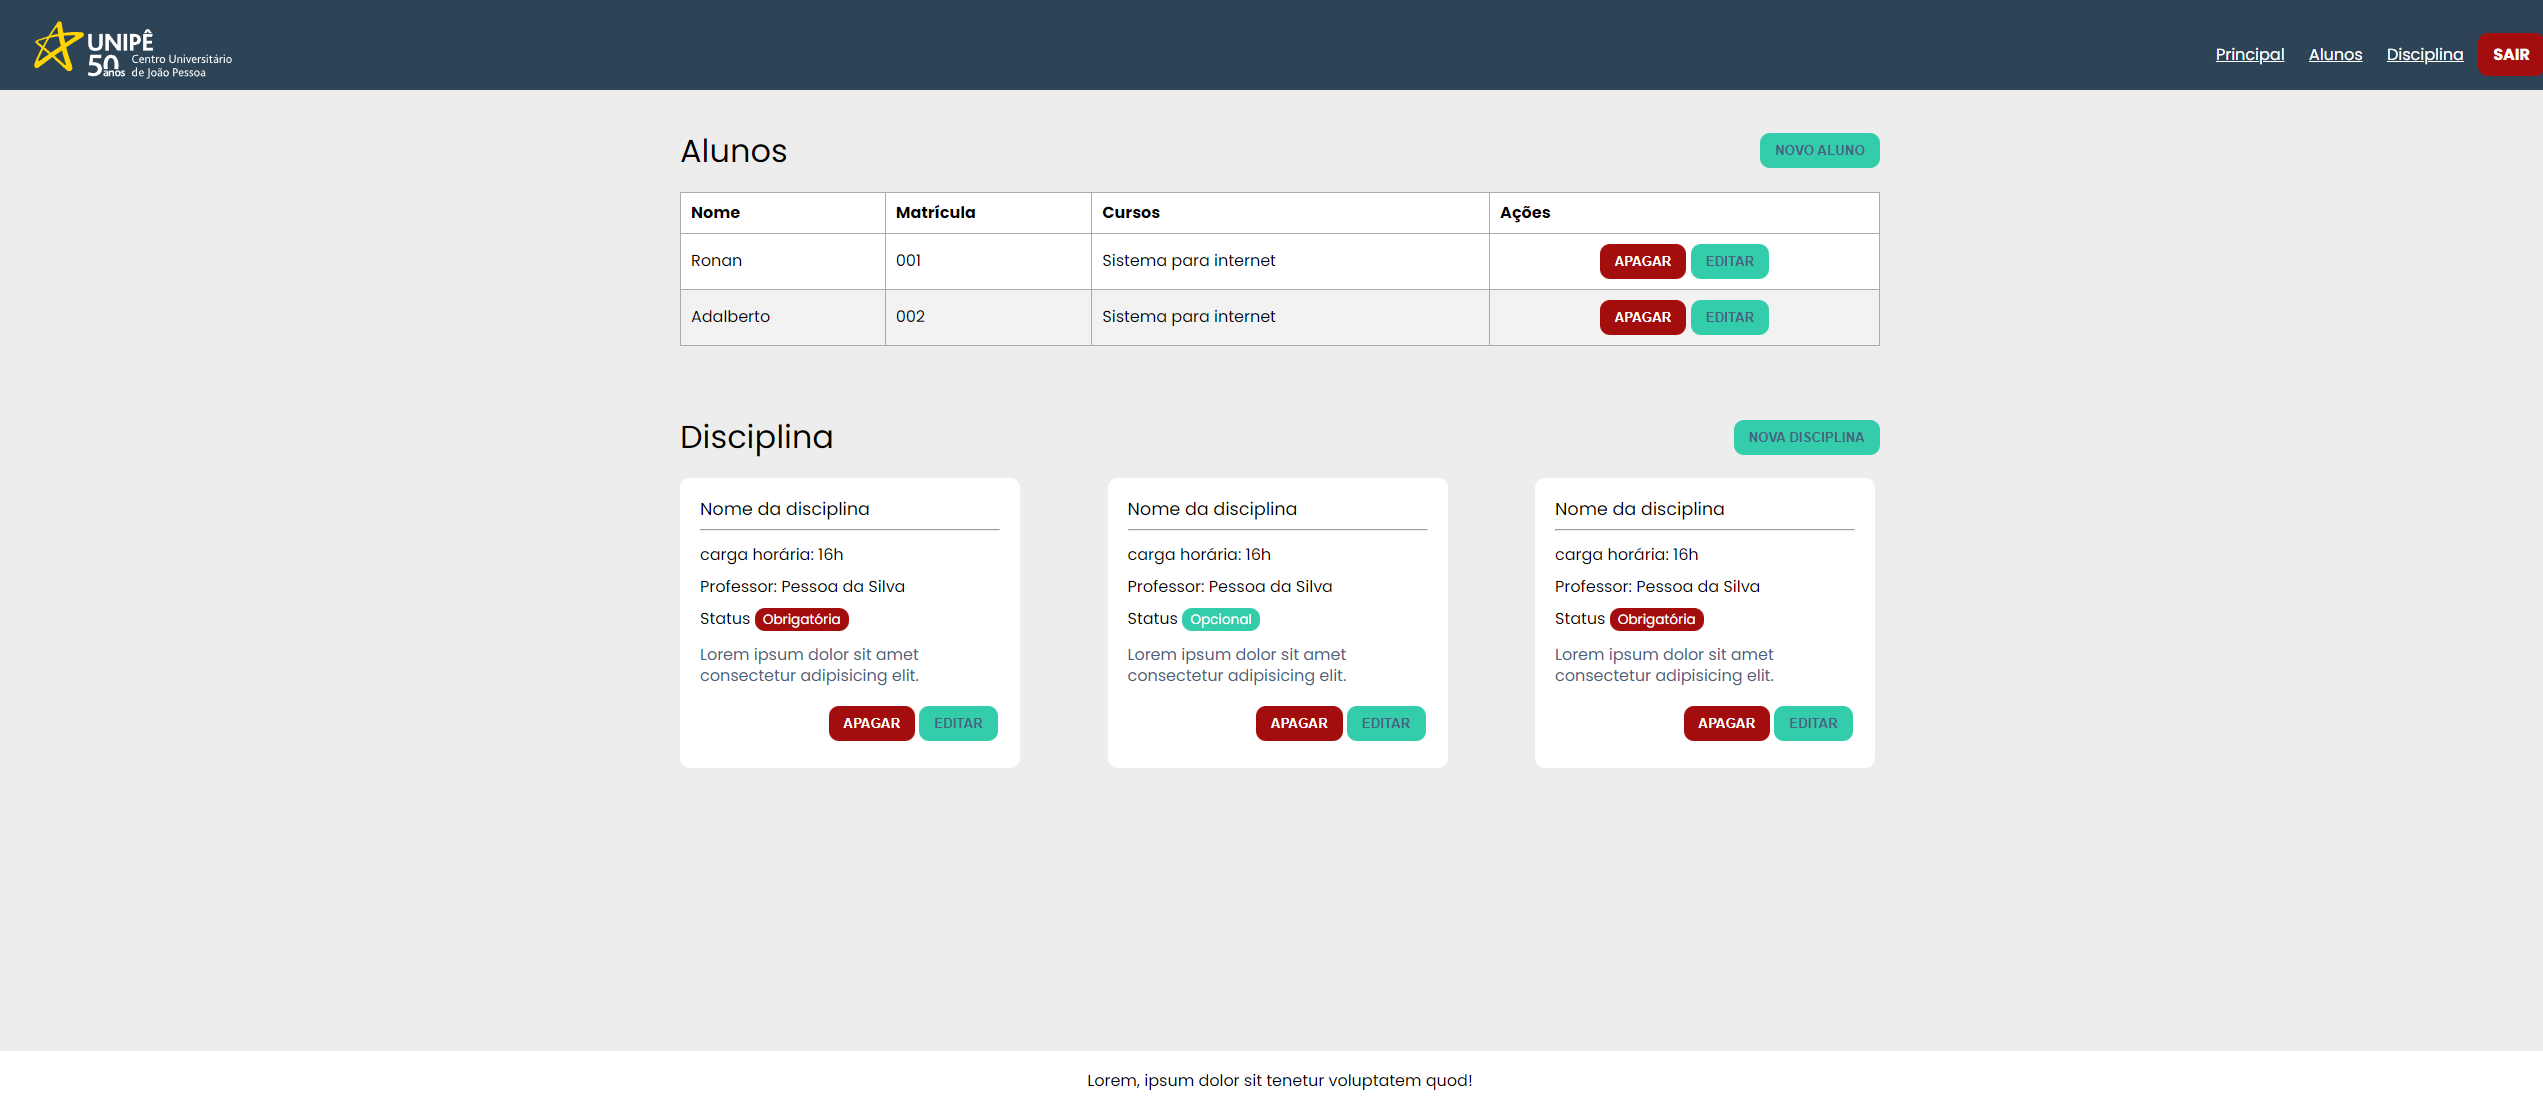 UNIPÊ
50 anos Centro Universitário
de João Pessoa
Principal Alunos Disciplina SAIR
Alunos NOVO ALUNO
Nome Matrícula Cursos Ações
Ronan 001 Sistema para internet APAGAR EDITAR
Adalberto 002 Sistema para internet APAGAR EDITAR
Disciplina NOVA DISCIPLINA
Nome da disciplina
carga horária: 16h
Professor: Pessoa da Silva
Status Obrigatória
Lorem ipsum dolor sit amet
consectetur adipisicing elit.
APAGAR EDITAR
Nome da disciplina
carga horária: 16h
Professor: Pessoa da Silva
Status Opcional
Lorem ipsum dolor sit amet
consectetur adipisicing elit.
APAGAR EDITAR
Nome da disciplina
carga horária: 16h
Professor: Pessoa da Silva
Status Obrigatória
Lorem ipsum dolor sit amet
consectetur adipisicing elit.
APAGAR EDITAR
Lorem, ipsum dolor sit tenetur voluptatem quod!